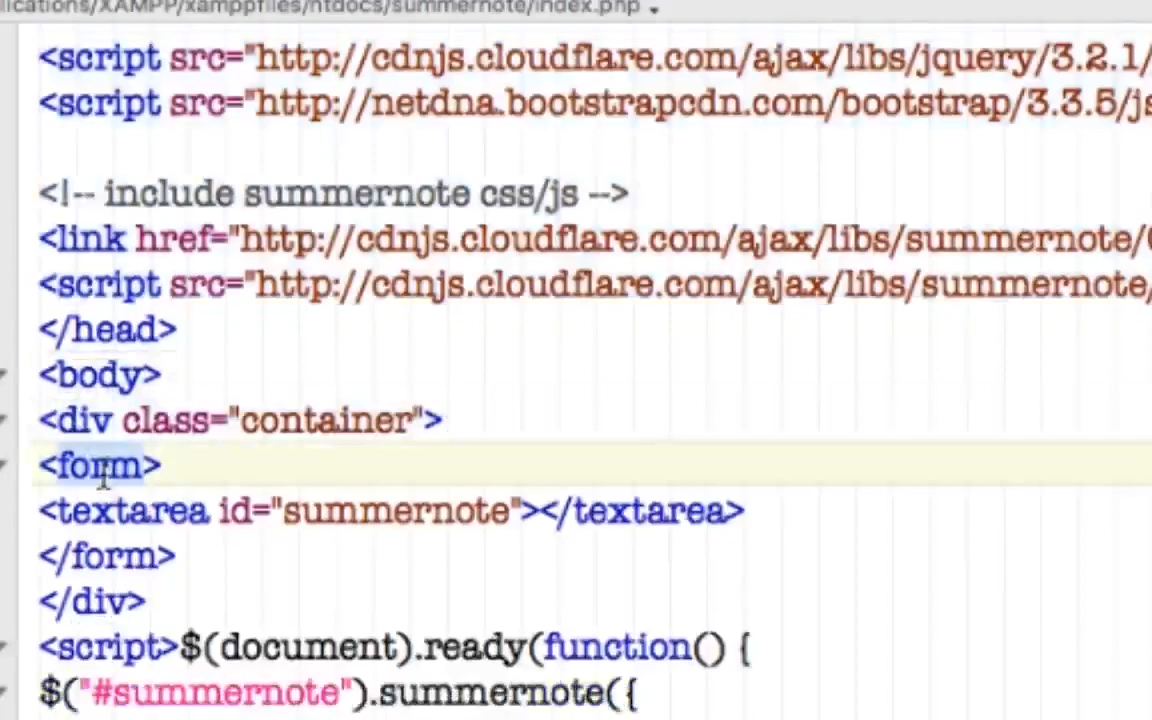 lications/XAMPP/xamppfiles/htdocs/summernote/index.php
<script src="http://cdnjs.cloudflare.com/ajax/libs/jquery/3.2.1/
<script src="http://netdna.bootstrapcdn.com/bootstrap/3.3.5/js
<!-- include summernote css/js -->
<link href="http://cdnjs.cloudflare.com/ajax/libs/summernote/0
<script src="http://cdnjs.cloudflare.com/ajax/libs/summernote/
</head>
<body>
<div class="container">
<form>
<textarea id="summernote"></textarea>
</form>
</div>
<script>$(document).ready(function() {
$("#summernote").summernote({